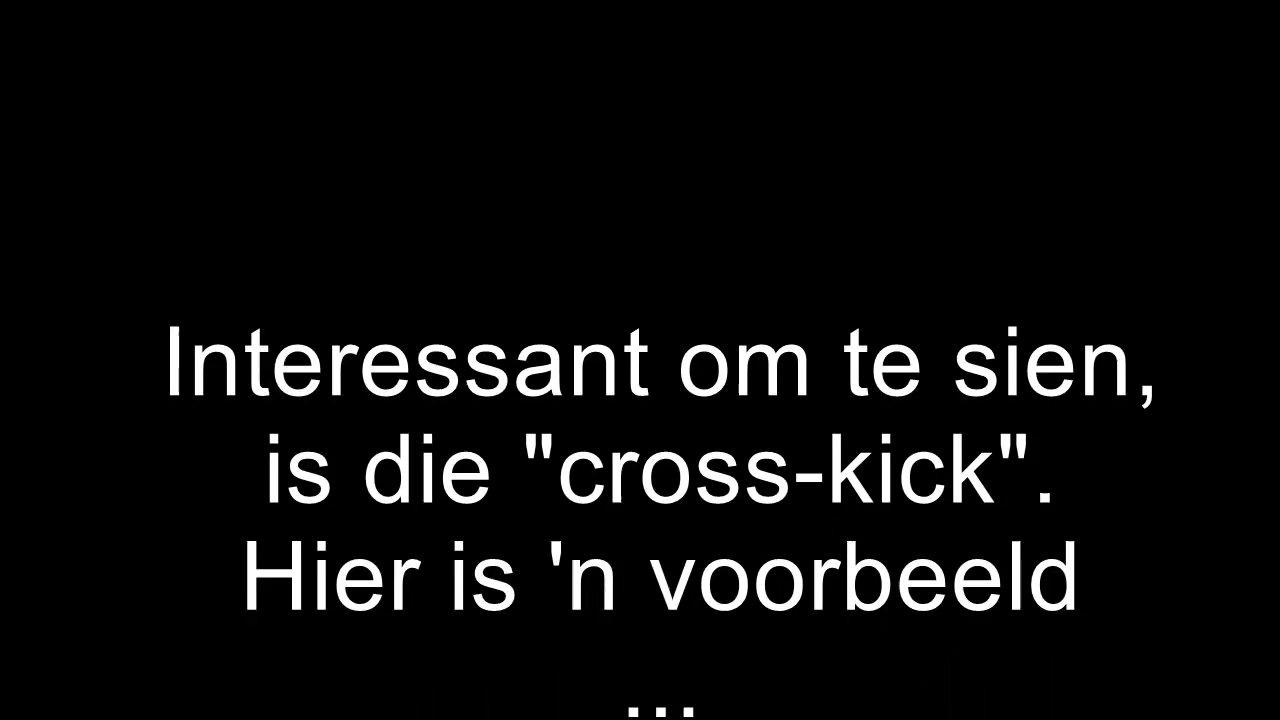 Interessant om te sien,
is die "cross-kick".
Hier is 'n voorbeeld
...